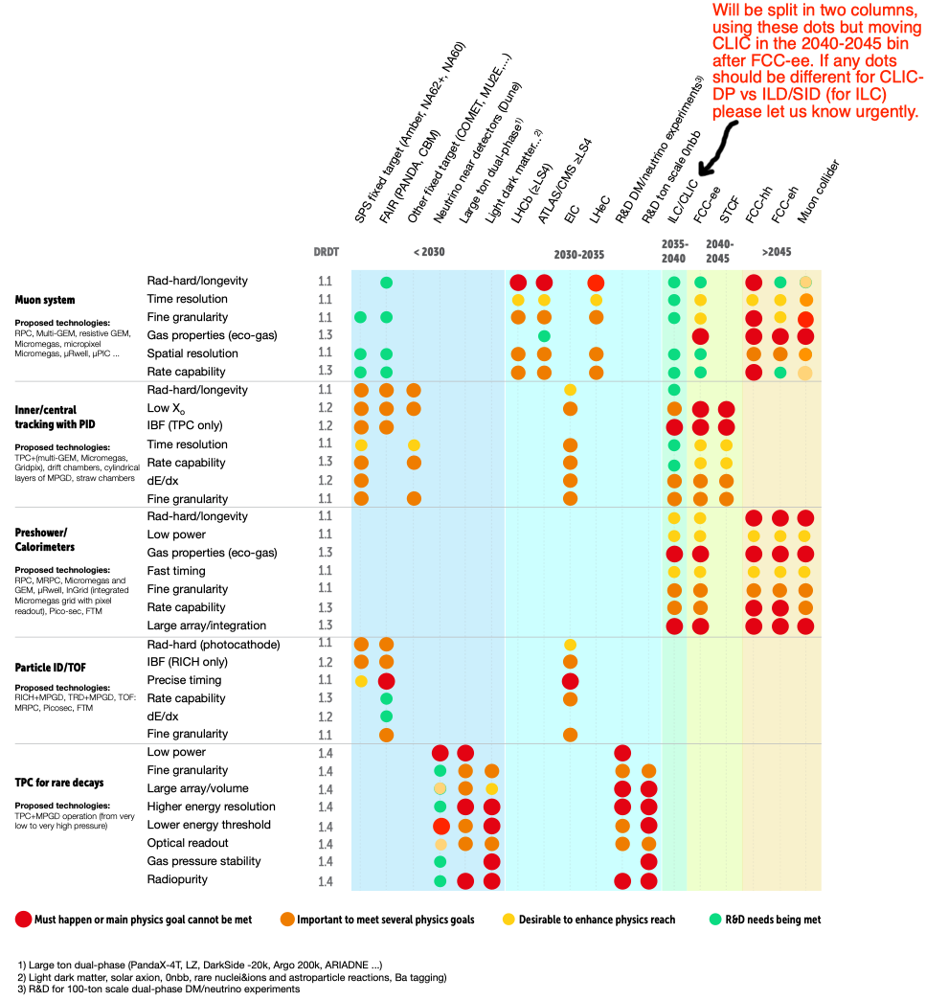 Will be split in two columns,
using these dots but moving
CLIC in the 2040-2045 bin
after FCC-ee. If any dots
should be different for CLIC-
DP vs ILD/SID (for ILC)
please let us know urgently.
SPS fixed target (Amber, NA62+, NA60)
FAIR (PANDA, CBM)
Other fixed target (COMET, MU2E,...)
Neutrino near detectors (Dune)
Large ton dual-phase1)
Light dark matter... 2)
LHCb (≥LS4)
ATLAS/CMS ≥LS4
EIC
LHeC
R&D DM/neutrino experiments3)
R&D ton scale 0nbb
ILC/CLIC
FCC-ee
STCF
FCC-hh
FCC-eh
Muon collider
DRDT < 2030 2030-2035 2035-2040 2040-2045 >2045
Muon system
Proposed technologies:
RPC, Multi-GEM, resistive GEM,
Micromegas, micropixel
Micromegas, µRwell, µPIC ...
Rad-hard/longevity 1.1
Time resolution 1.1
Fine granularity 1.1
Gas properties (eco-gas) 1.3
Spatial resolution 1.1
Rate capability 1.3
Inner/central
tracking with PID
Proposed technologies:
TPC+(multi-GEM, Micromegas,
Gridpix), drift chambers, cylindrical
layers of MPGD, straw chambers
Rad-hard/longevity 1.1
Low Xo 1.2
IBF (TPC only) 1.2
Time resolution 1.1
Rate capability 1.3
dE/dx 1.2
Fine granularity 1.1
Preshower/
Calorimeters
Proposed technologies:
RPC, MRPC, Micromegas and
GEM, µRwell, InGrid (integrated
Micromegas grid with pixel
readout), Pico-sec, FTM
Rad-hard/longevity 1.1
Low power 1.1
Gas properties (eco-gas) 1.3
Fast timing 1.1
Fine granularity 1.1
Rate capability 1.3
Large array/integration 1.3
Particle ID/TOF
Proposed technologies:
RICH+MPGD, TRD+MPGD, TOF:
MRPC, Picosec, FTM
Rad-hard (photocathode) 1.1
IBF (RICH only) 1.2
Precise timing 1.1
Rate capability 1.3
dE/dx 1.2
Fine granularity 1.1
TPC for rare decays
Proposed technologies:
TPC+MPGD operation (from very
low to very high pressure)
Low power 1.4
Fine granularity 1.4
Large array/volume 1.4
Higher energy resolution 1.4
Lower energy threshold 1.4
Optical readout 1.4
Gas pressure stability 1.4
Radiopurity 1.4
Must happen or main physics goal cannot be met Important to meet several physics goals Desirable to enhance physics reach R&D needs being met
1) Large ton dual-phase (PandaX-4T, LZ, DarkSide -20k, Argo 200k, ARIADNE ...)
2) Light dark matter, solar axion, 0nbb, rare nuclei&ions and astroparticle reactions, Ba tagging)
3) R&D for 100-ton scale dual-phase DM/neutrino experiments